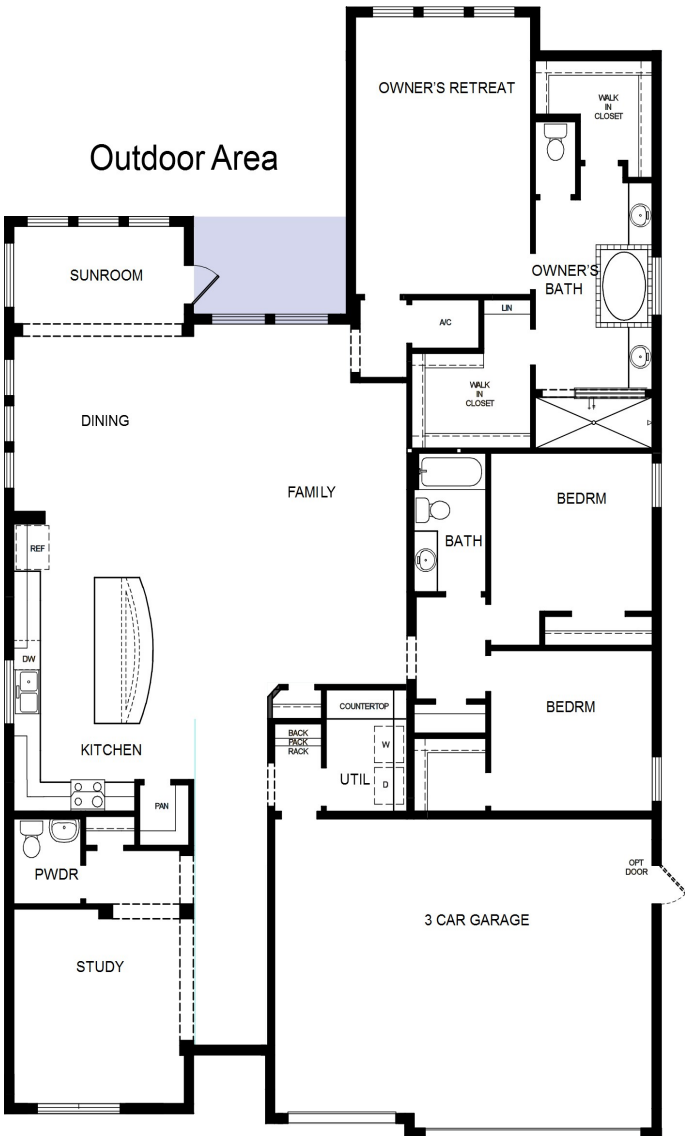 OWNER'S RETREAT
WALK
IN
CLOSET
Outdoor Area
SUNROOM
OWNER'S
BATH
LIN
A/C
WALK
IN
CLOSET
DINING
FAMILY
BEDRM
BATH
REF
DW
BEDRM
COUNTERTOP
KITCHEN
BACK
PACK
RACK
W
UTIL
D
PAN
PWDR
OPT
DOOR
3 CAR GARAGE
STUDY